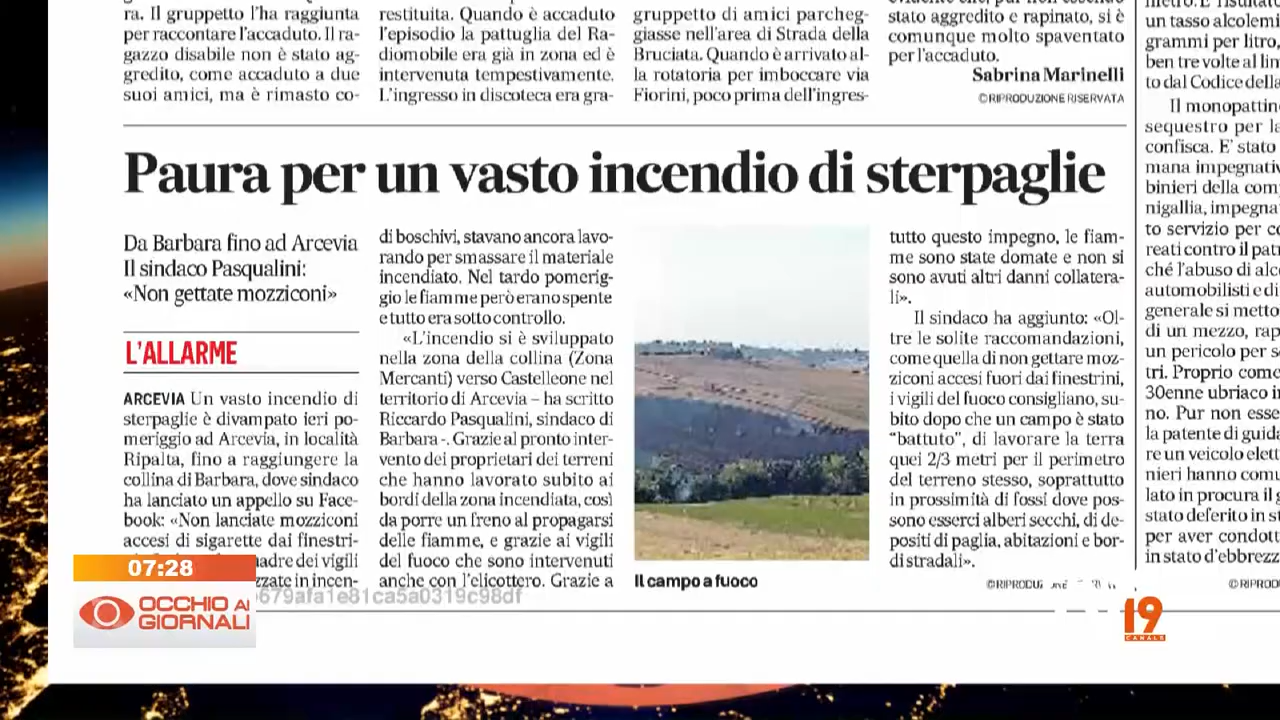 ra. Il gruppetto l'ha raggiunta
per raccontare l'accaduto. Il ra-
gazzo disabile non è stato ag-
gredito, come accaduto a due
suoi amici, ma è rimasto co-
restituita. Quando è accaduto
l'episodio la pattuglia del Ra-
diomobile era già in zona ed è
intervenuta tempestivamente.
L'ingresso in discoteca era gra-
gruppetto di amici parcheg-
giasse nell'area di Strada della
Bruciata. Quando è arrivato al-
la rotatoria per imboccare via
Fiorini, poco prima dell'ingres-
stato aggredito e rapinato, si è
comunque molto spaventato
per l'accaduto.
Sabrina Marinelli
©RIPRODUZIONE RISERVATA
Paura per un vasto incendio di sterpaglie
Da Barbara fino ad Arcevia
Il sindaco Pasqualini:
«Non gettate mozziconi»
L'ALLARME
ARCEVIA Un vasto incendio di
sterpaglie è divampato ieri po-
meriggio ad Arcevia, in località
Ripalta, fino a raggiungere la
collina di Barbara, dove sindaco
ha lanciato un appello su Face-
book: «Non lanciate mozziconi
accesi di sigarette dai finestri-
dei vigili
in incen-
di boschivi, stavano ancora lavo-
rando per smassare il materiale
incendiato. Nel tardo pomerig-
gio le fiamme però erano spente
e tutto era sotto controllo.
«L'incendio si è sviluppato
nella zona della collina (Zona
Mercanti) verso Castelleone nel
territorio di Arcevia – ha scritto
Riccardo Pasqualini, sindaco di
Barbara -. Grazie al pronto inter-
vento dei proprietari dei terreni
che hanno lavorato subito ai
bordi della zona incendiata, così
da porre un freno al propagarsi
delle fiamme, e grazie ai vigili
del fuoco che sono intervenuti
anche con l'elicottero. Grazie a
Il campo a fuoco
tutto questo impegno, le fiam-
me sono state domate e non si
sono avuti altri danni collatera-
li».
Il sindaco ha aggiunto: «Ol-
tre le solite raccomandazioni,
come quella di non gettare moz-
ziconi accesi fuori dai finestrini,
i vigili del fuoco consigliano, su-
bito dopo che un campo è stato
"battuto", di lavorare la terra
quei 2/3 metri per il perimetro
del terreno stesso, soprattutto
in prossimità di fossi dove pos-
sono esserci alberi secchi, di de-
positi di paglia, abitazioni e bor-
di stradali».
un tasso alcolemi
grammi per litro,
ben tre volte al lim
to dal Codice della
Il monopattino
sequestro per la
confisca. E' stato
mana impegnativ
binieri della com
nigallia, impegna
to servizio per co
reati contro il patr
ché l'abuso di alco
automobilisti e di
generale si metto
di un mezzo, rap
un pericolo per s
tri. Proprio come
30enne ubriaco i
no. Pur non esse
la patente di guida
re un veicolo elett
nieri hanno comu
lato in procura il g
stato deferito in st
per aver condott
in stato d'ebbrezz
07:28
OCCHIO AI
GIORNALI
679afa1e81ca5a0319c98df
19
CANALE